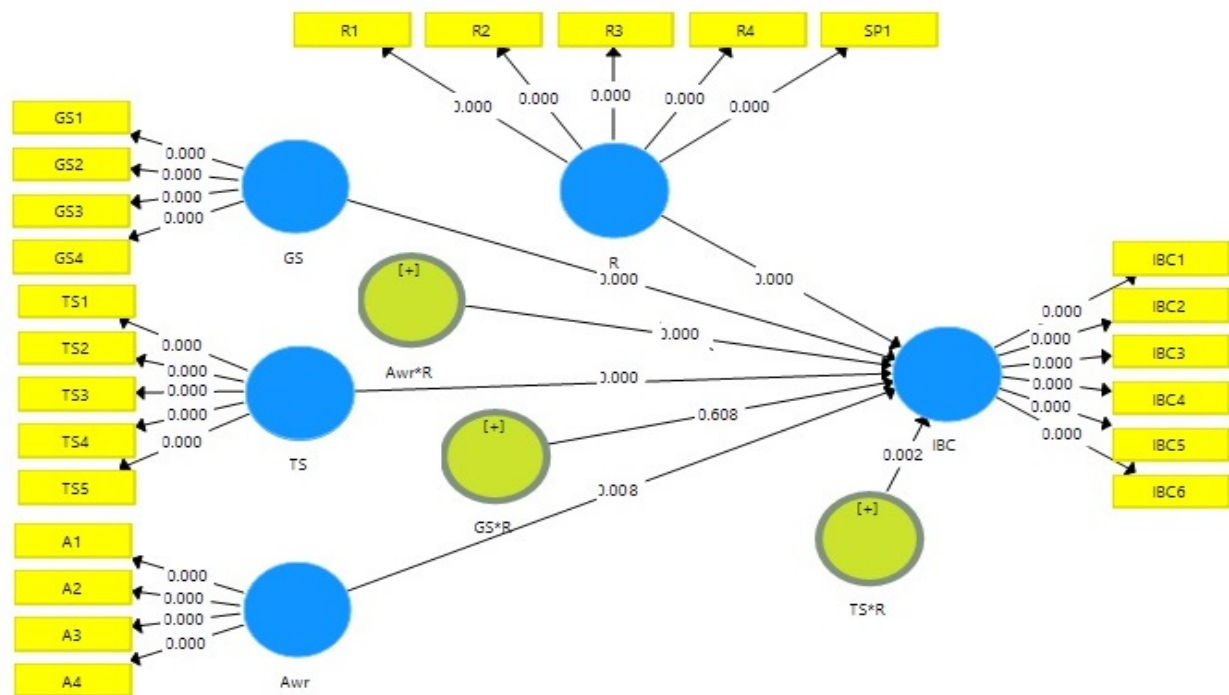 R1
R2
R3
R4
SP1
0.000
0.000
0.000
0.000
0.000
R
GS1
GS2
GS3
GS4
0.000
0.000
0.000
0.000
GS
0.000
0.000
[+]
Awr*R
0.000
TS1
TS2
TS3
TS4
TS5
0.000
0.000
0.000
0.000
0.000
TS
0.000
[+]
GS*R
0.608
A1
A2
A3
A4
0.000
0.000
0.000
0.000
Awr
0.008
[+]
TS*R
0.002
IBC
0.000
0.000
0.000
0.000
0.000
0.000
IBC1
IBC2
IBC3
IBC4
IBC5
IBC6